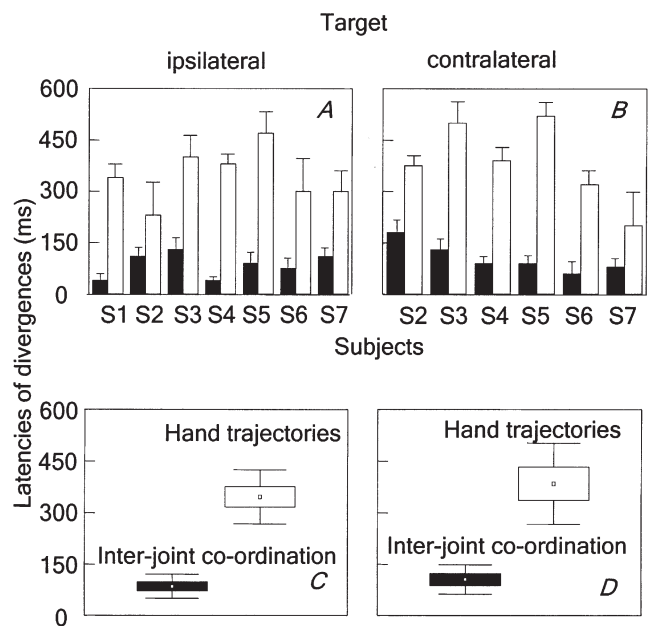 Target
ipsilateral contralateral
Latencies of divergences (ms)
600
450
300
150
0
A
B
S1 S2 S3 S4 S5 S6 S7
S2 S3 S4 S5 S6 S7
Subjects
600
450
300
150
0
Hand trajectories
Inter-joint co-ordination
C
Hand trajectories
Inter-joint co-ordination
D